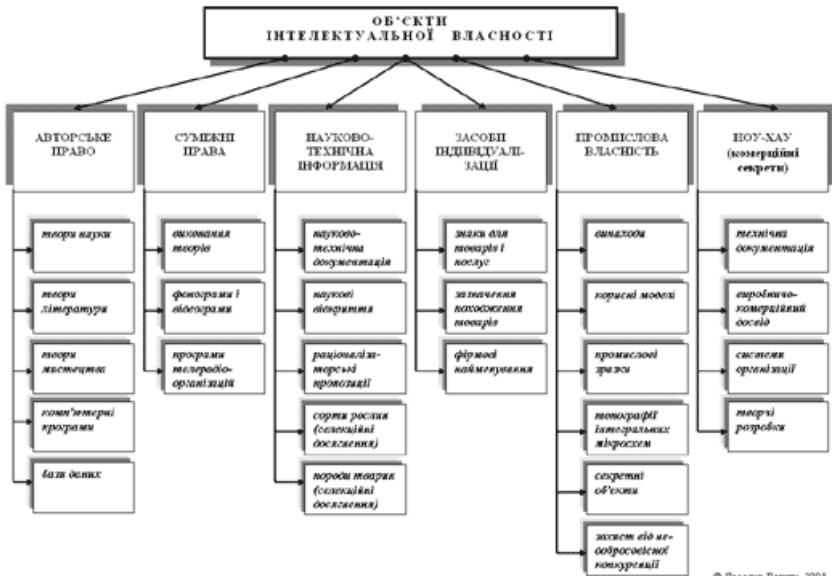 ОБ'ЄКТИ
ІНТЕЛЕКТУАЛЬНОЇ ВЛАСНОСТІ
АВТОРСЬКЕ
ПРАВО
твори науки
твори
літератури
твори
мистецтва
комп'ютерні
програми
бази даних
СУМІЖНІ
ПРАВА
виконання
творів
фонограми і
відеограми
програми
телерадіо-
організацій
НАУКОВО-
ТЕХНІЧНА
ІНФОРМАЦІЯ
науково-
технічна
документація
наукові
відкриття
раціоналіза-
торські
пропозиції
сорти рослин
(селекційні
досягнення)
породи тварин
(селекційні
досягнення)
ЗАСОБИ
ІНДИВІДУАЛІ-
ЗАЦІЇ
знаки для
товарів і
послуг
зазначення
походження
товарів
фірмові
найменування
ПРОМИСЛОВА
ВЛАСНІСТЬ
винаходи
корисні моделі
промислові
зразки
топографії
інтегральних
мікросхем
секретні
об'єкти
захист від не-
добросовісної
конкуренції
НОУ-ХАУ
(комерційні
секрети)
технічна
документація
виробничо-
комерційний
досвід
системи
організації
творчі
розробки